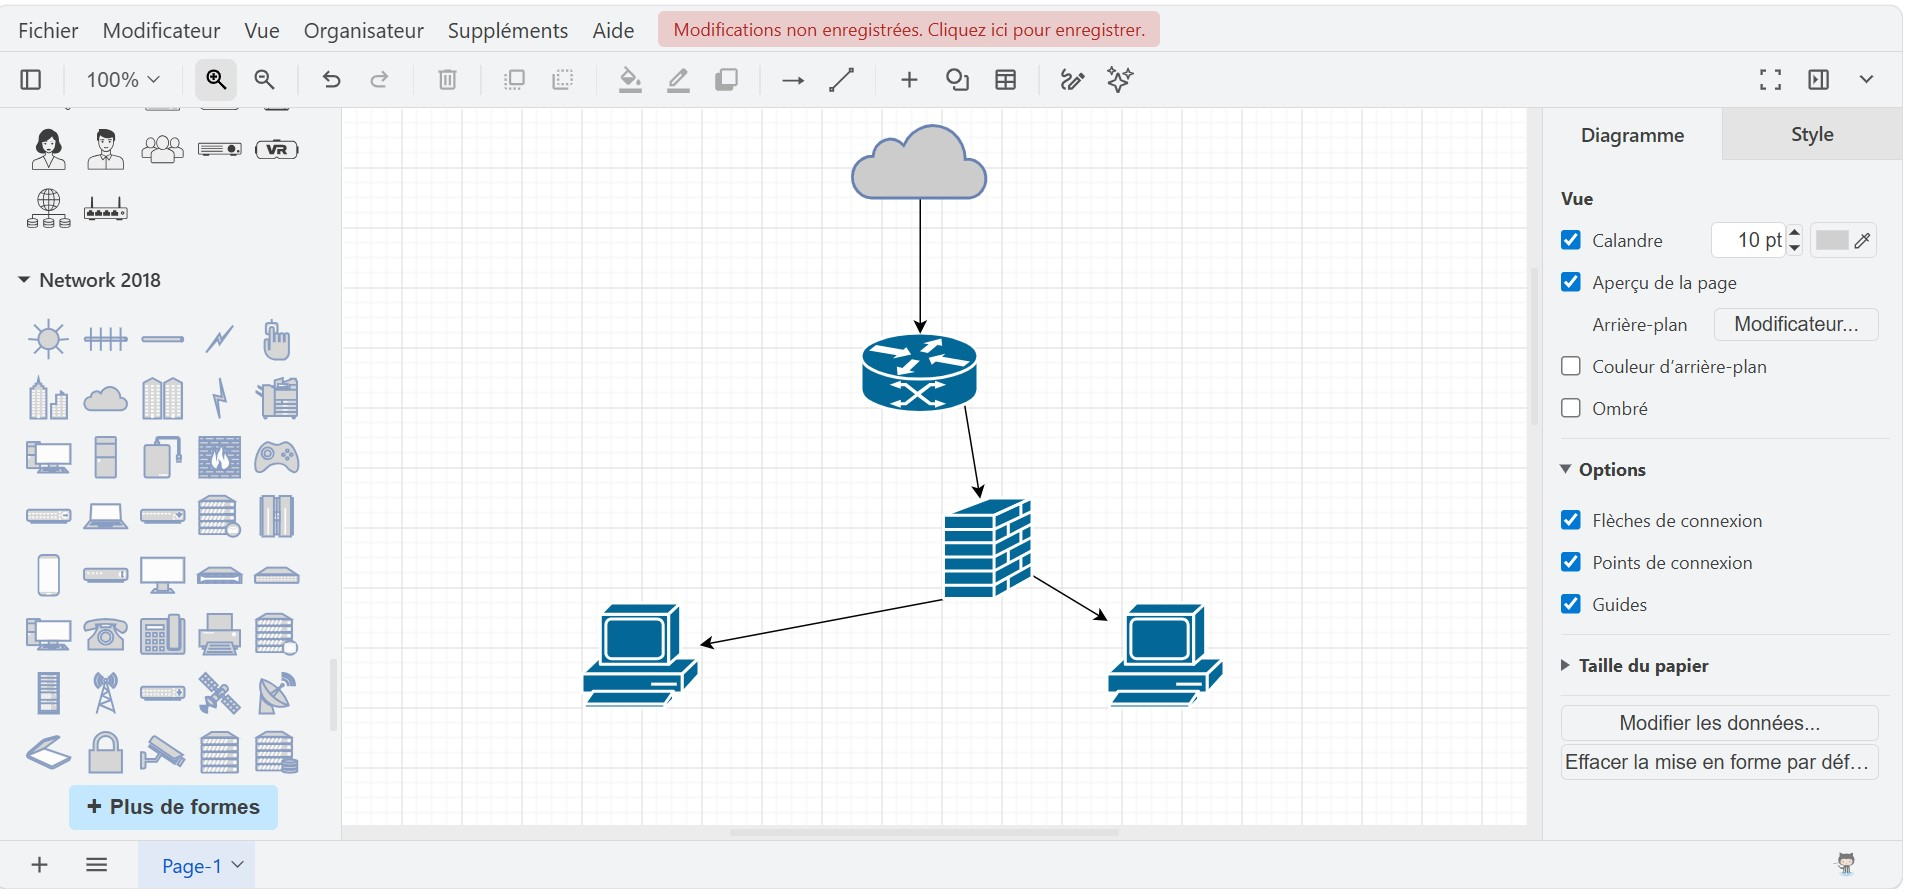 Fichier Modificateur Vue Organisateur Suppléments Aide Modifications non enregistrées. Cliquez ici pour enregistrer.
100%
VR
Network 2018
+ Plus de formes
Page-1
Diagramme Style
Vue
Calandre 10 pt
Aperçu de la page
Arrière-plan Modificateur...
Couleur d'arrière-plan
Ombré
Options
Flèches de connexion
Points de connexion
Guides
Taille du papier
Modifier les données...
Effacer la mise en forme par déf...